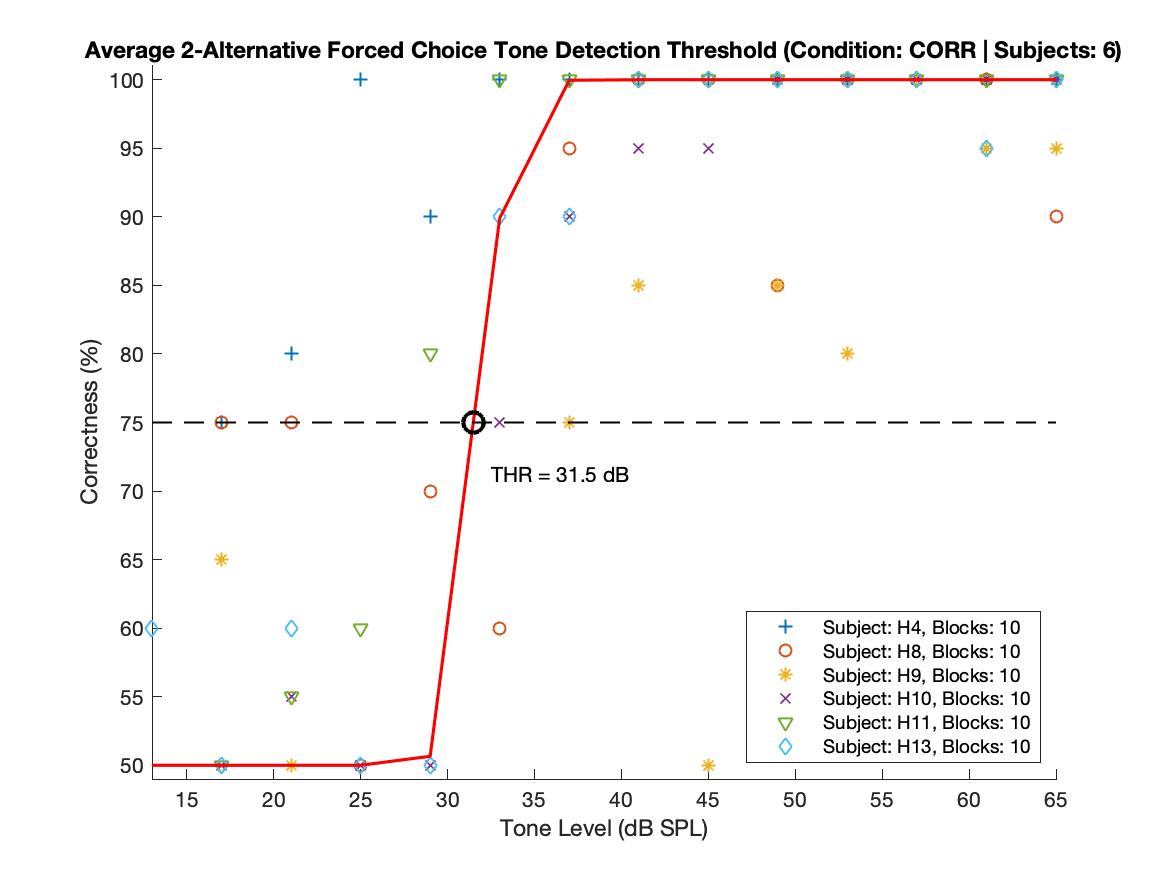 Average 2-Alternative Forced Choice Tone Detection Threshold (Condition: CORR | Subjects: 6)
100
95
90
85
80
75
70
65
60
55
50
Correctness (%)
THR = 31.5 dB
Subject: H4, Blocks: 10
Subject: H8, Blocks: 10
Subject: H9, Blocks: 10
Subject: H10, Blocks: 10
Subject: H11, Blocks: 10
Subject: H13, Blocks: 10
15 20 25 30 35 40 45 50 55 60 65
Tone Level (dB SPL)